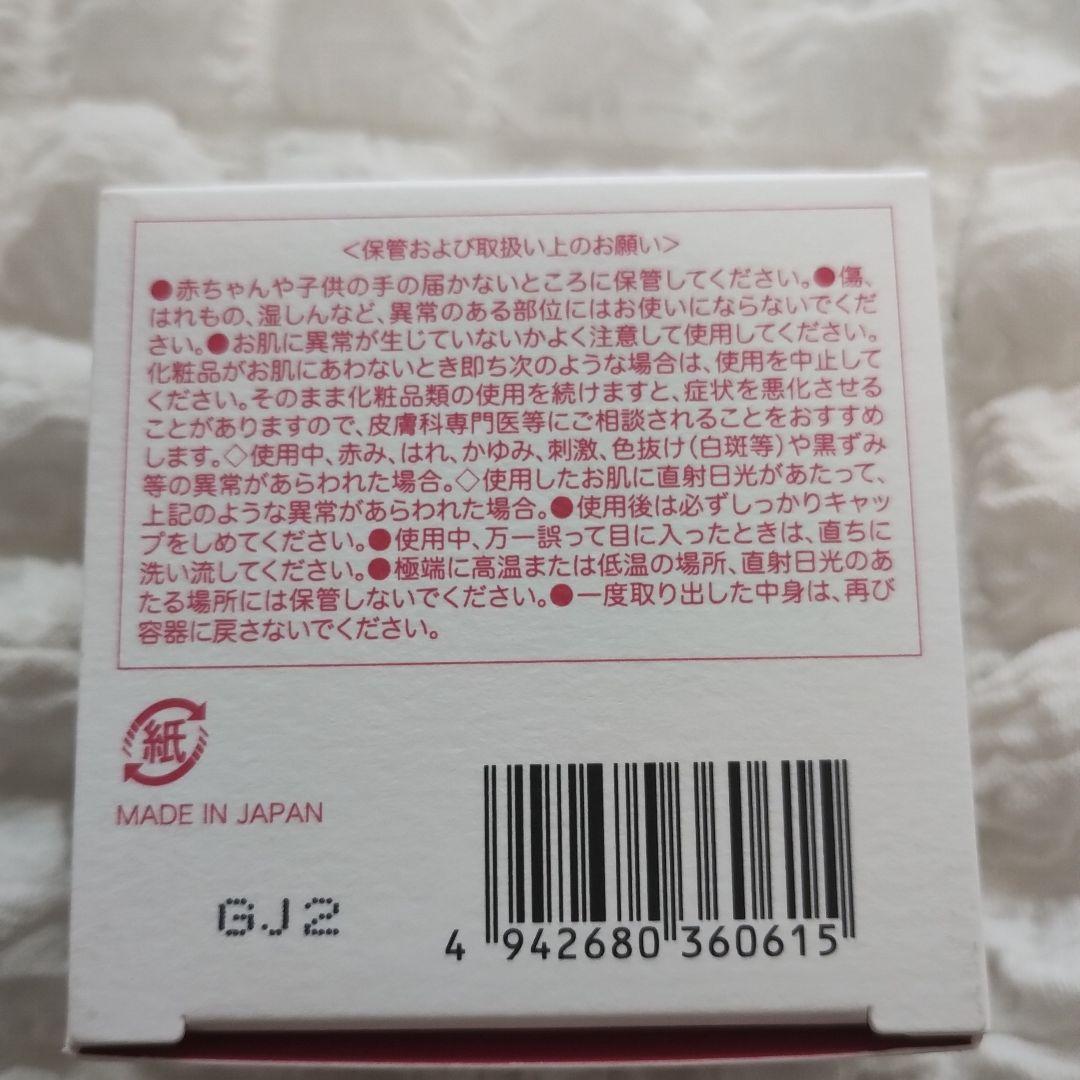 <保管および取扱い上のお願い>
●赤ちゃんや子供の手の届かないところに保管してください。●傷、
はれもの、湿しんなど、異常のある部位にはお使いにならないでくだ
さい。●お肌に異常が生じていないかよく注意して使用してください。
化粧品がお肌にあわないとき即ち次のような場合は、使用を中止して
ください。そのまま化粧品類の使用を続けますと、症状を悪化させる
ことがありますので、皮膚科専門医等にご相談されることをおすすめ
します。◇使用中、赤み、はれ、かゆみ、刺激、色抜け(白斑等)や黒ずみ
等の異常があらわれた場合。◇使用したお肌に直射日光があたって、
上記のような異常があらわれた場合。●使用後は必ずしっかりキャッ
プをしめてください。●使用中、万一誤って目に入ったときは、直ちに
洗い流してください。●極端に高温または低温の場所、直射日光のあ
たる場所には保管しないでください。●一度取り出した中身は、再び
容器に戻さないでください。
紙
MADE IN JAPAN
GJ2
4 942680 360615